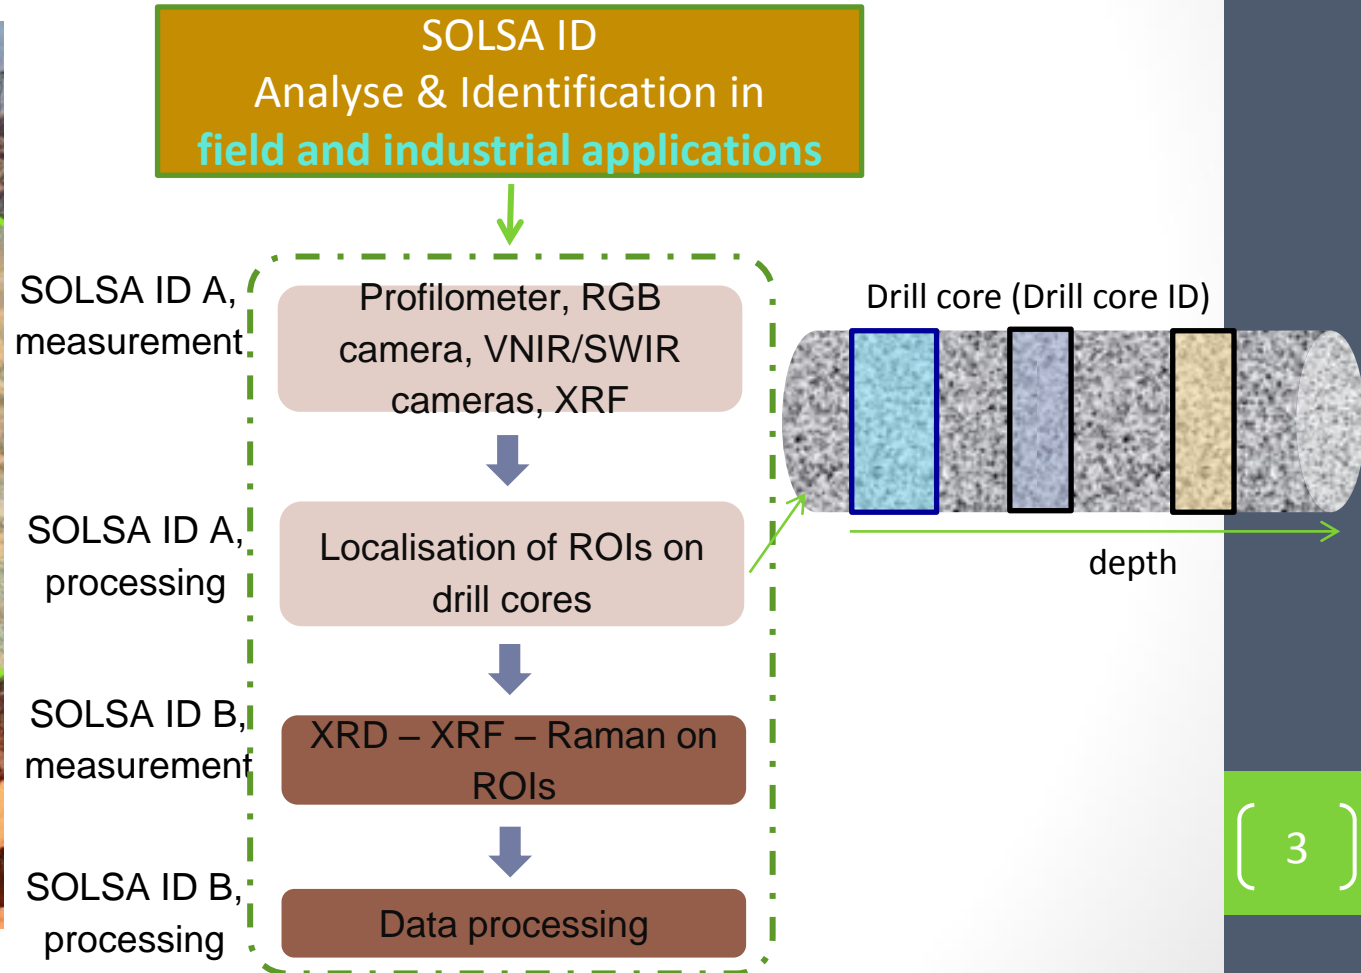 SOLSA ID
Analyse & Identification in
field and industrial applications
SOLSA ID A,
measurement
Profilometer, RGB
camera, VNIR/SWIR
cameras, XRF
Drill core (Drill core ID)
depth
SOLSA ID A,
processing
Localisation of ROIs on
drill cores
SOLSA ID B,
measurement
XRD – XRF – Raman on
ROIs
SOLSA ID B,
processing
Data processing
3